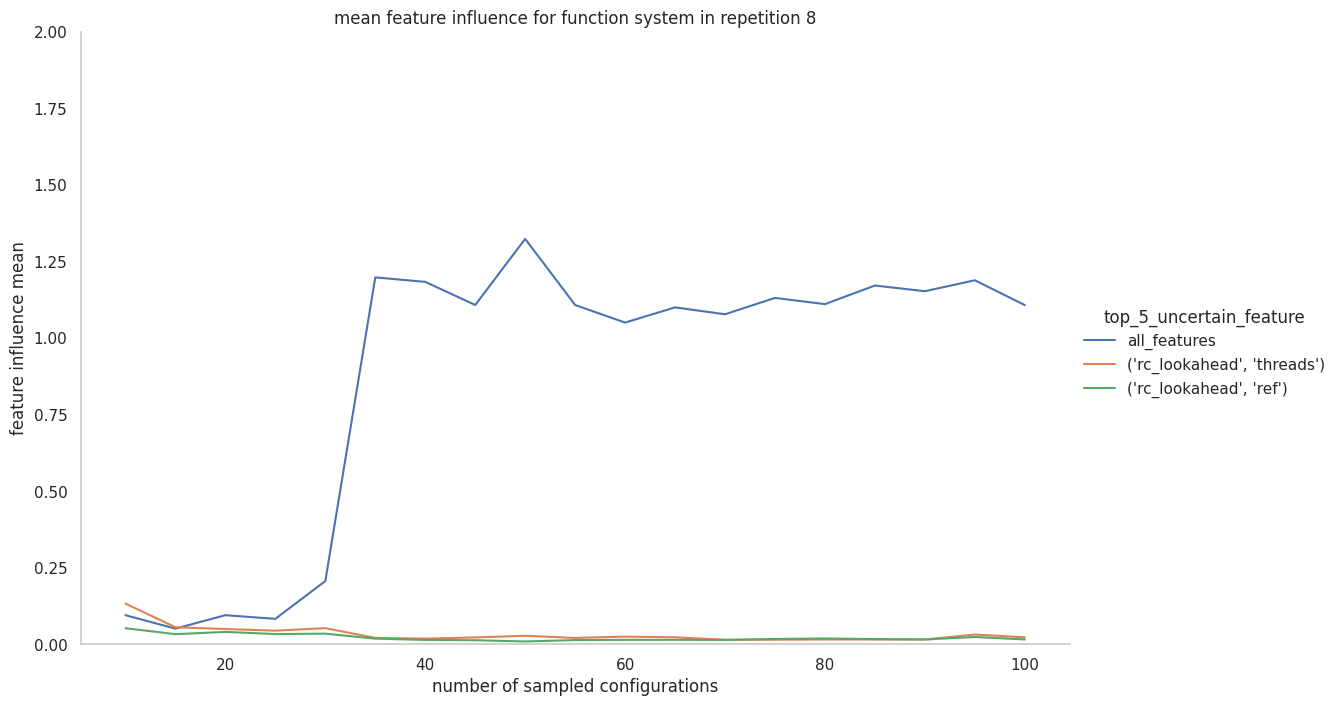 mean feature influence for function system in repetition 8
2.00
1.75
1.50
1.25
1.00
0.75
0.50
0.25
0.00
feature influence mean
20
40
60
80
100
number of sampled configurations
top_5_uncertain_feature
all_features
('rc_lookahead', 'threads')
('rc_lookahead', 'ref')